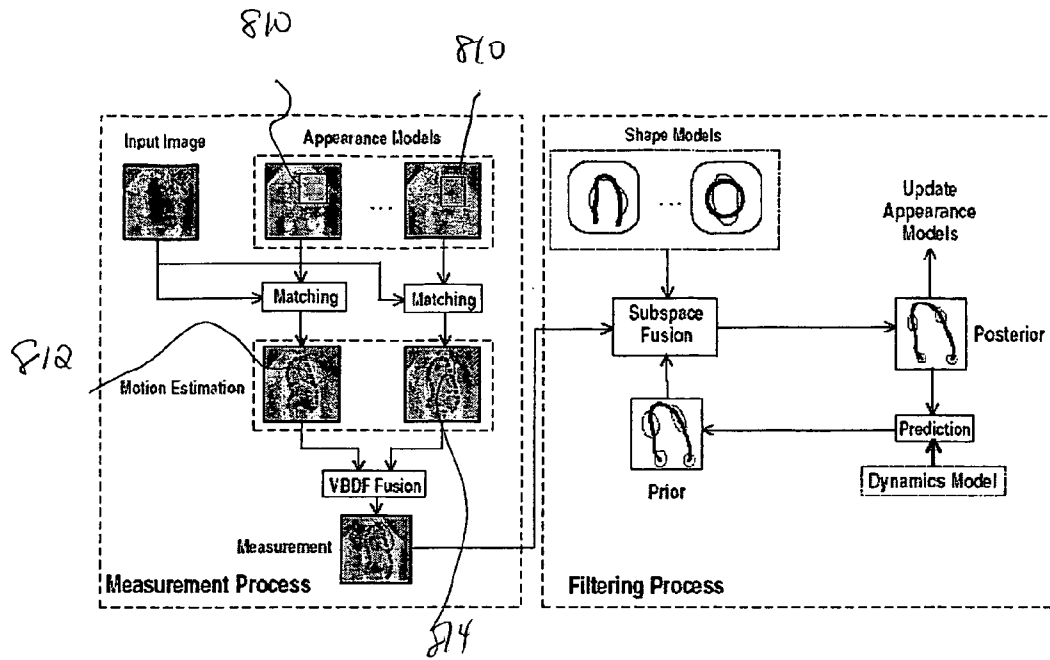 810
810
Input Image
Appearance Models
...
Matching
Matching
812
Motion Estimation
VBDF Fusion
Measurement
Measurement Process
814
Shape Models
...
Update
Appearance
Models
Subspace
Fusion
Posterior
Prior
Prediction
Dynamics Model
Filtering Process